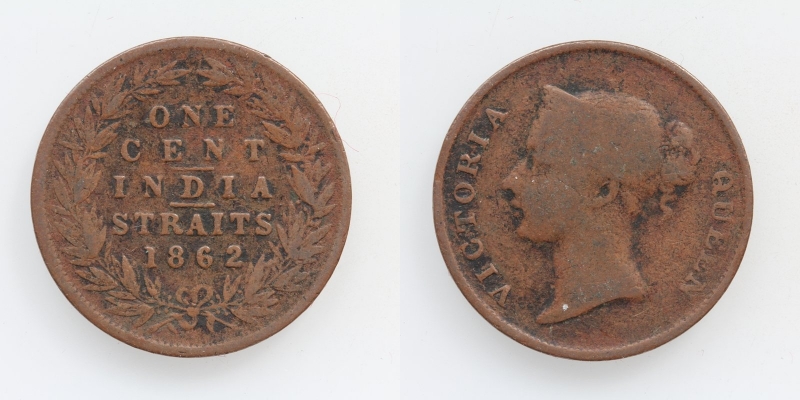 ONE
CENT
INDIA
STRAITS
1862
VICTORIA QUEEN